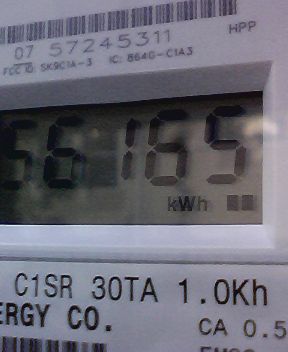 07 57245311 HPP
FCC ID: SK9C1A-3 IC: 864G-C1A3
56165
kWh
C1SR 30TA 1.0Kh
ERGY CO.
CA 0.5